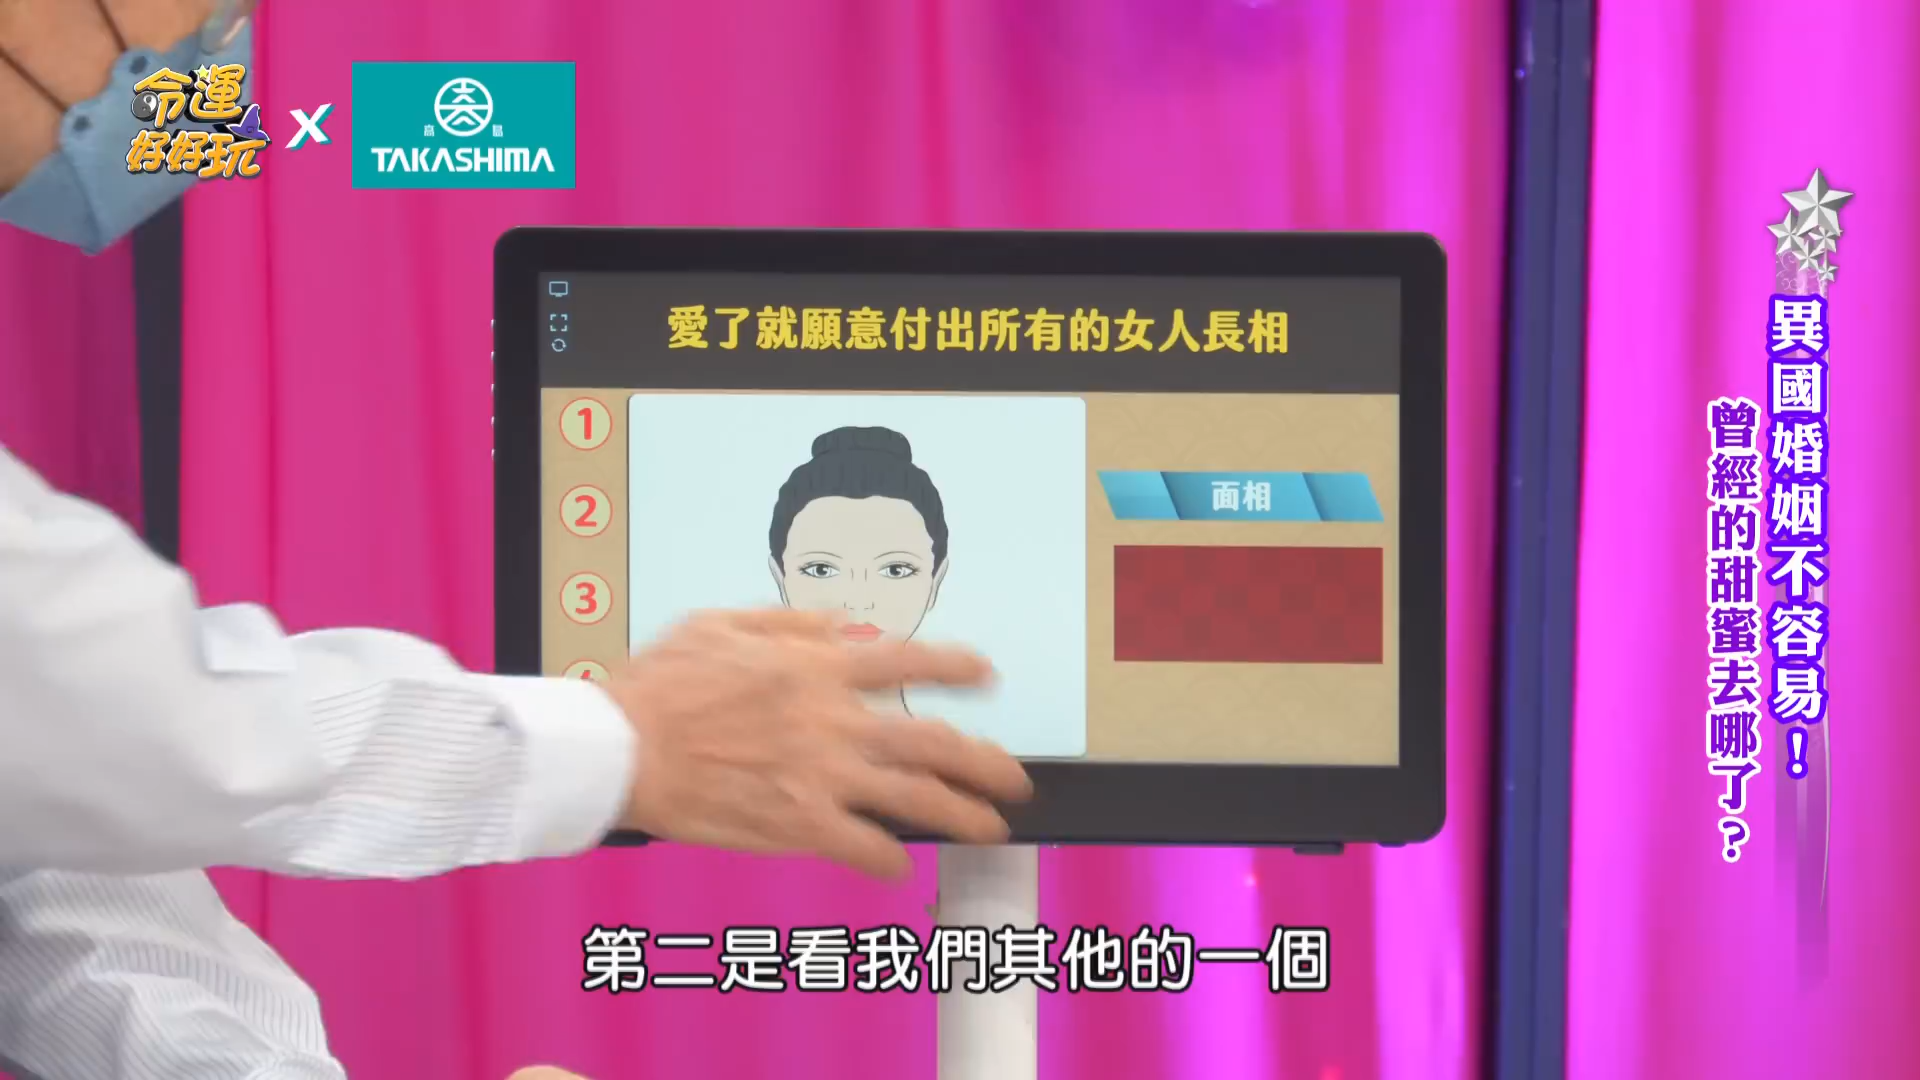 命運
好好玩
X
高島
TAKASHIMA
愛了就願意付出所有的女人長相
1
2
3
面相
異國婚姻不容易！
曾經的甜蜜去哪了？
第二是看我們其他的一個